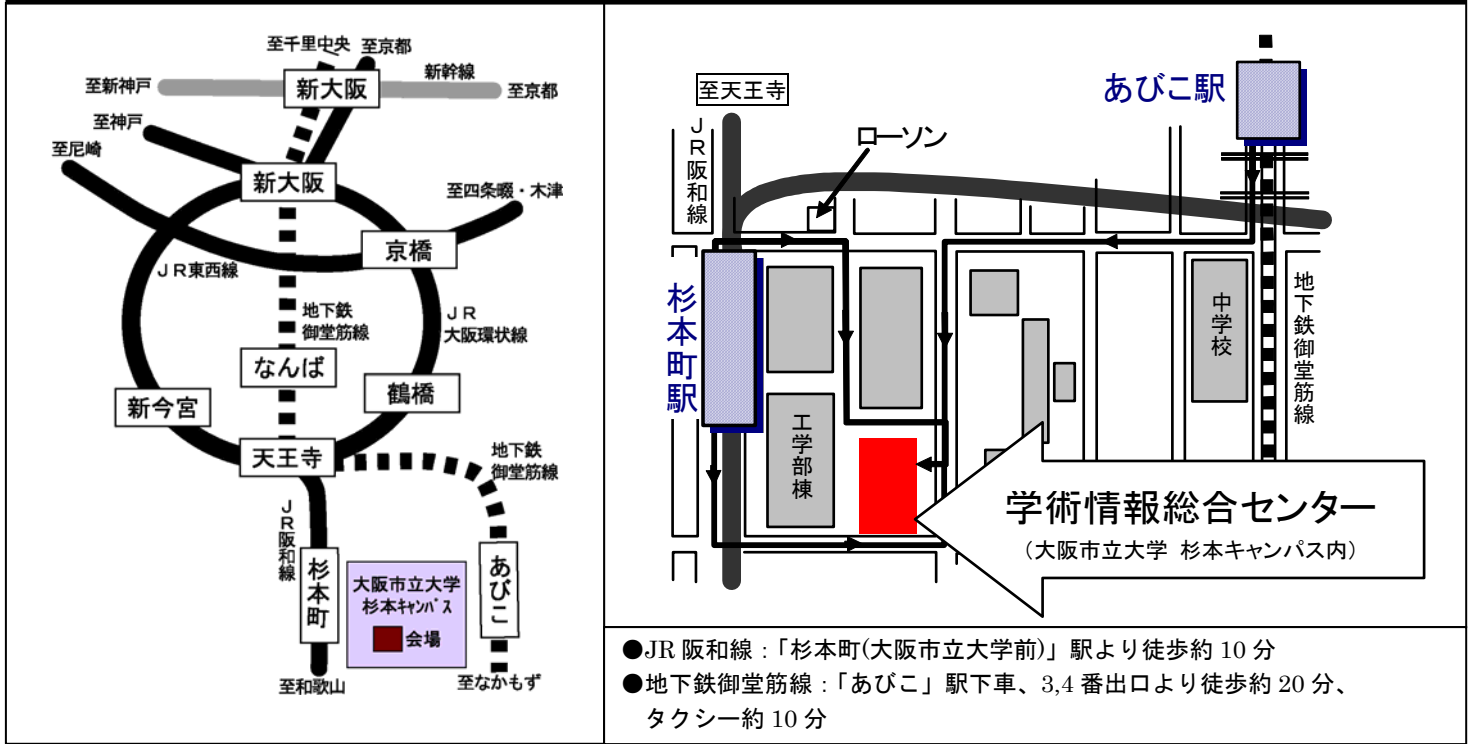 至千里中央
至京都
新幹線
至新神戸
新大阪
至京都
至神戸
至尼崎
新大阪
至四条畷・木津
京橋
JR東西線
地下鉄
御堂筋線
JR
大阪環状線
なんば
鶴橋
新今宮
天王寺
地下鉄
御堂筋線
JR阪和線
杉本町
大阪市立大学
杉本キャンパス
会場
あびこ
至和歌山
至なかもず
至天王寺
あびこ駅
JR阪和線
ローソン
杉本町駅
中学校
地下鉄御堂筋線
工学部棟
学術情報総合センター
（大阪市立大学 杉本キャンパス内）
●JR 阪和線：「杉本町(大阪市立大学前)」駅より徒歩約 10 分
●地下鉄御堂筋線：「あびこ」駅下車、3,4 番出口より徒歩約 20 分、
タクシー約 10 分